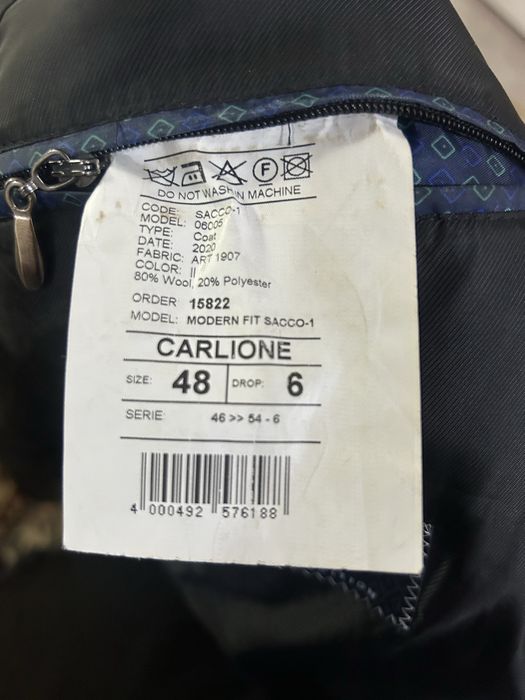 DO NOT WASH IN MACHINE
CODE: SACCO-1
MODEL: 06005
TYPE: Coat
DATE: 2020
FABRIC: ART 1907
COLOR: ||
80% Wool, 20% Polyester
ORDER 15822
MODEL: MODERN FIT SACCO-1
CARLIONE
SIZE: 48 DROP: 6
SERIE 46 >> 54 - 6
4 000492 576188